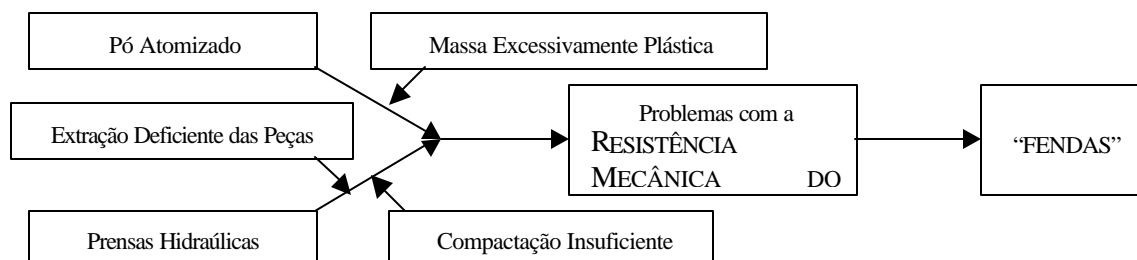 Pó Atomizado
Massa Excessivamente Plástica
Extração Deficiente das Peças
Problemas com a
RESISTÊNCIA
MECÂNICA DO
“FENDAS”
Prensas Hidraúlicas
Compactação Insuficiente